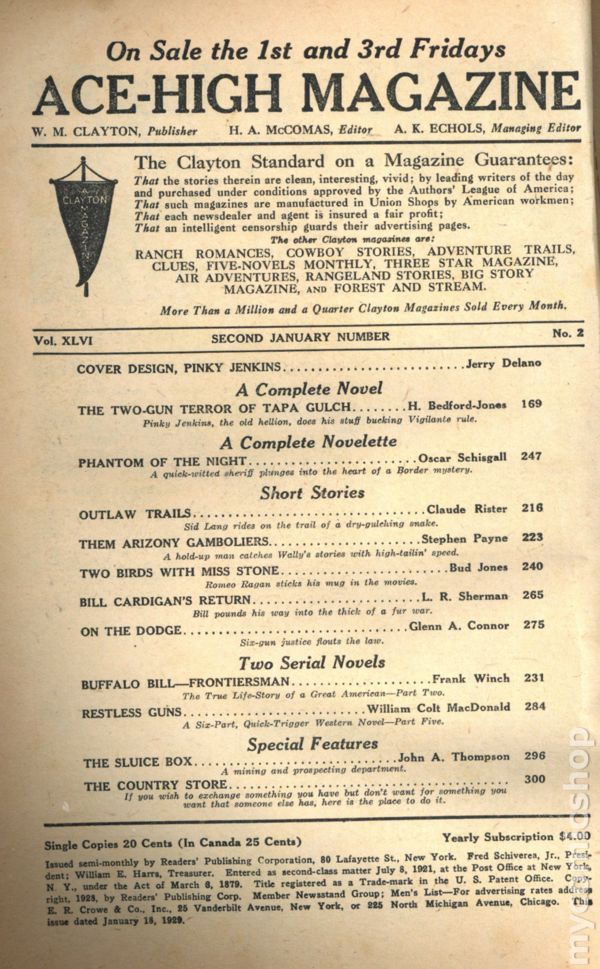 On Sale the 1st and 3rd Fridays
ACE-HIGH MAGAZINE
W. M. CLAYTON, Publisher H. A. McCOMAS, Editor A. K. ECHOLS, Managing Editor
A
CLAYTON
MAGAZINE
The Clayton Standard on a Magazine Guarantees:
That the stories therein are clean, interesting, vivid; by leading writers of the day
and purchased under conditions approved by the Authors' League of America;
That such magazines are manufactured in Union Shops by American workmen;
That each newsdealer and agent is insured a fair profit;
That an intelligent censorship guards their advertising pages.
The other Clayton magazines are:
RANCH ROMANCES, COWBOY STORIES, ADVENTURE TRAILS,
CLUES, FIVE-NOVELS MONTHLY, THREE STAR MAGAZINE,
AIR ADVENTURES, RANGELAND STORIES, BIG STORY
MAGAZINE, AND FOREST AND STREAM.
More Than a Million and a Quarter Clayton Magazines Sold Every Month.
Vol. XLVI SECOND JANUARY NUMBER No. 2
COVER DESIGN, PINKY JENKINS..........................Jerry Delano
A Complete Novel
THE TWO-GUN TERROR OF TAPA GULCH........H. Bedford-Jones 169
Pinky Jenkins, the old hellion, does his stuff bucking Vigilante rule.
A Complete Novelette
PHANTOM OF THE NIGHT........................Oscar Schisgall 247
A quick-witted sheriff plunges into the heart of a Border mystery.
Short Stories
OUTLAW TRAILS.................................Claude Rister 216
Sid Lang rides on the trail of a dry-gulching snake.
THEM ARIZONY GAMBOLIERS......................Stephen Payne 223
A hold-up man catches Wally's stories with high-tailin' speed.
TWO BIRDS WITH MISS STONE........................Bud Jones 240
Romeo Ragan sticks his mug in the movies.
BILL CARDIGAN'S RETURN........................L. R. Sherman 265
Bill pounds his way into the thick of a fur war.
ON THE DODGE................................Glenn A. Connor 275
Six-gun justice flouts the law.
Two Serial Novels
BUFFALO BILL—FRONTIERSMAN....................Frank Winch 231
The True Life-Story of a Great American—Part Two.
RESTLESS GUNS..........................William Colt MacDonald 284
A Six-Part, Quick-Trigger Western Novel—Part Five.
Special Features
THE SLUICE BOX.............................John A. Thompson 296
A mining and prospecting department.
THE COUNTRY STORE............................................ 300
If you wish to exchange something you have but don't want for something you
want that someone else has, here is the place to do it.
Single Copies 20 Cents (In Canada 25 Cents) Yearly Subscription $4.00
Issued semi-monthly by Readers' Publishing Corporation, 80 Lafayette St., New York. Fred Schiveres, Jr., Presi-
dent; William E. Harra, Treasurer. Entered as second-class matter July 8, 1921, at the Post Office at New York,
N. Y., under the Act of March 6, 1879. Title registered as a Trade-mark in the U. S. Patent Office. Copy-
right, 1928, by Readers' Publishing Corp. Member Newsstand Group; Men's List—For advertising rates address
E. R. Crowe & Co., Inc., 25 Vanderbilt Avenue, New York, or 225 North Michigan Avenue, Chicago. This
issue dated January 18, 1929.
mycomicshop